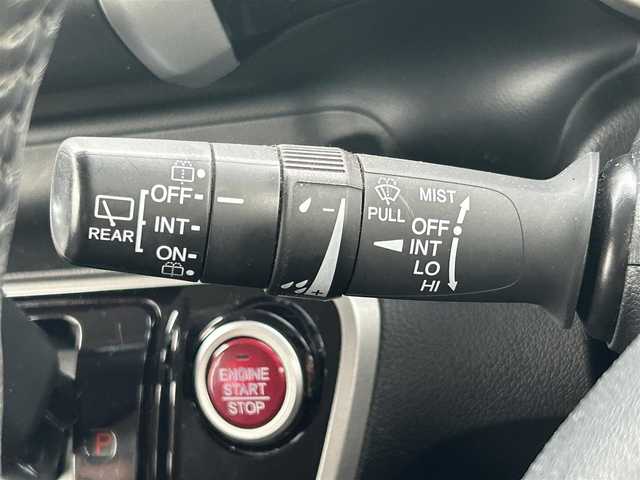 REAR
OFF
INT
ON
PULL
MIST
OFF
INT
LO
HI
ENGINE
START
STOP
P